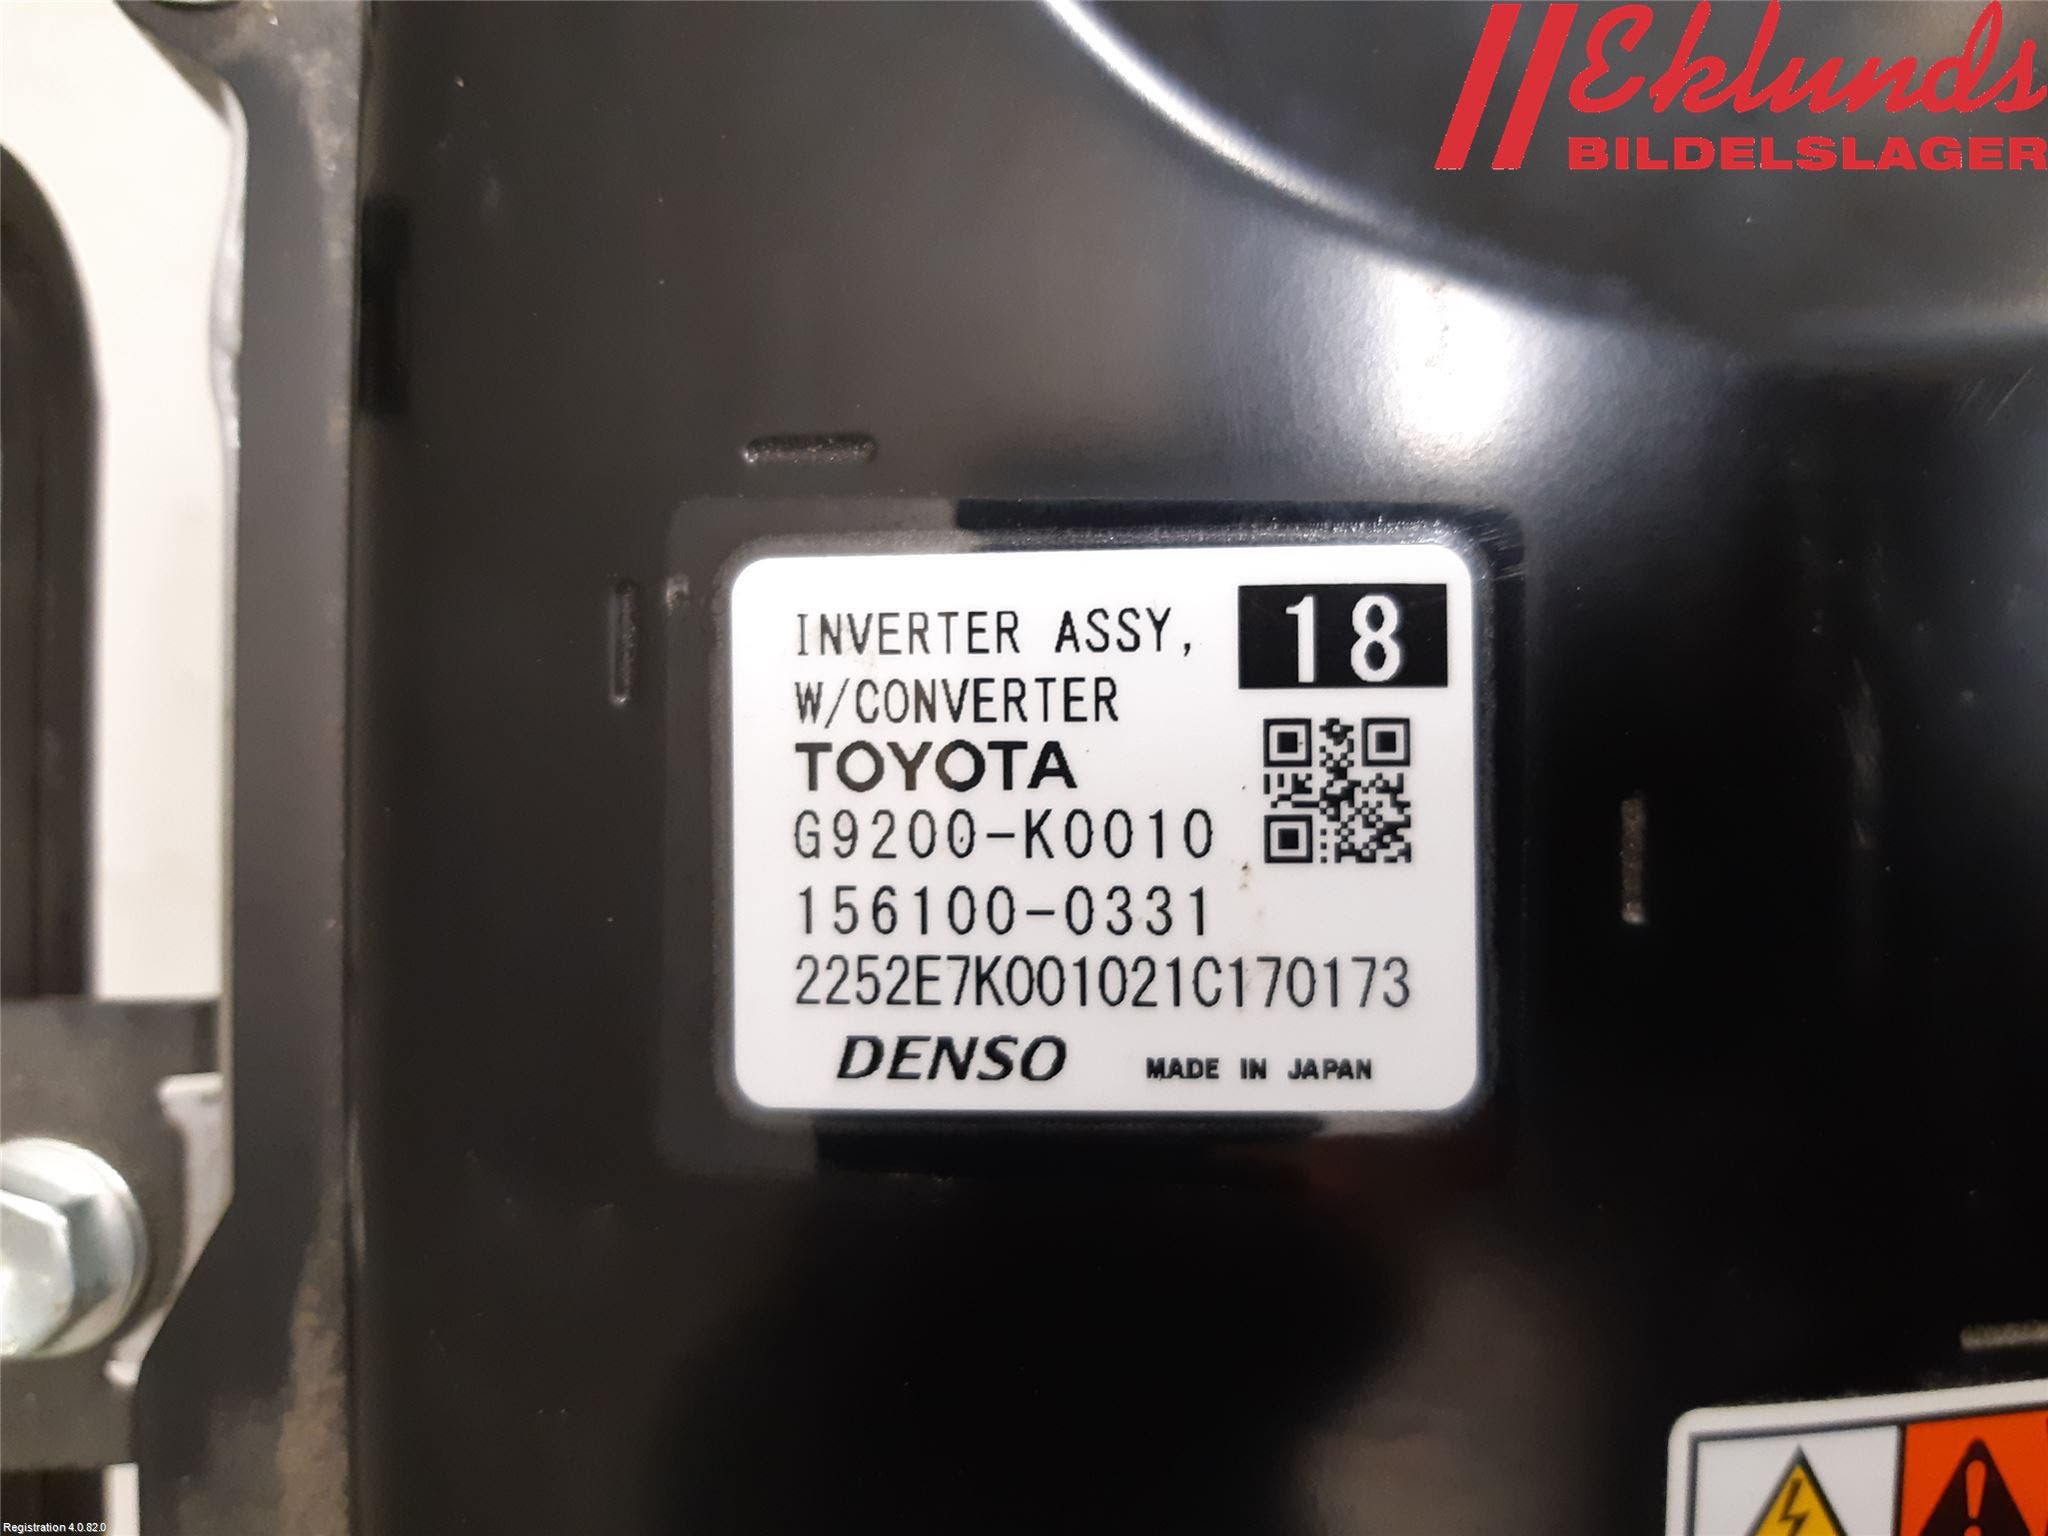 Eklunds
BILDELSLAGER
INVERTER ASSY,
W/CONVERTER
18
TOYOTA
G9200-K0010
156100-0331
2252E7K001021C170173
DENSO MADE IN JAPAN
Registration 4.0.82.0